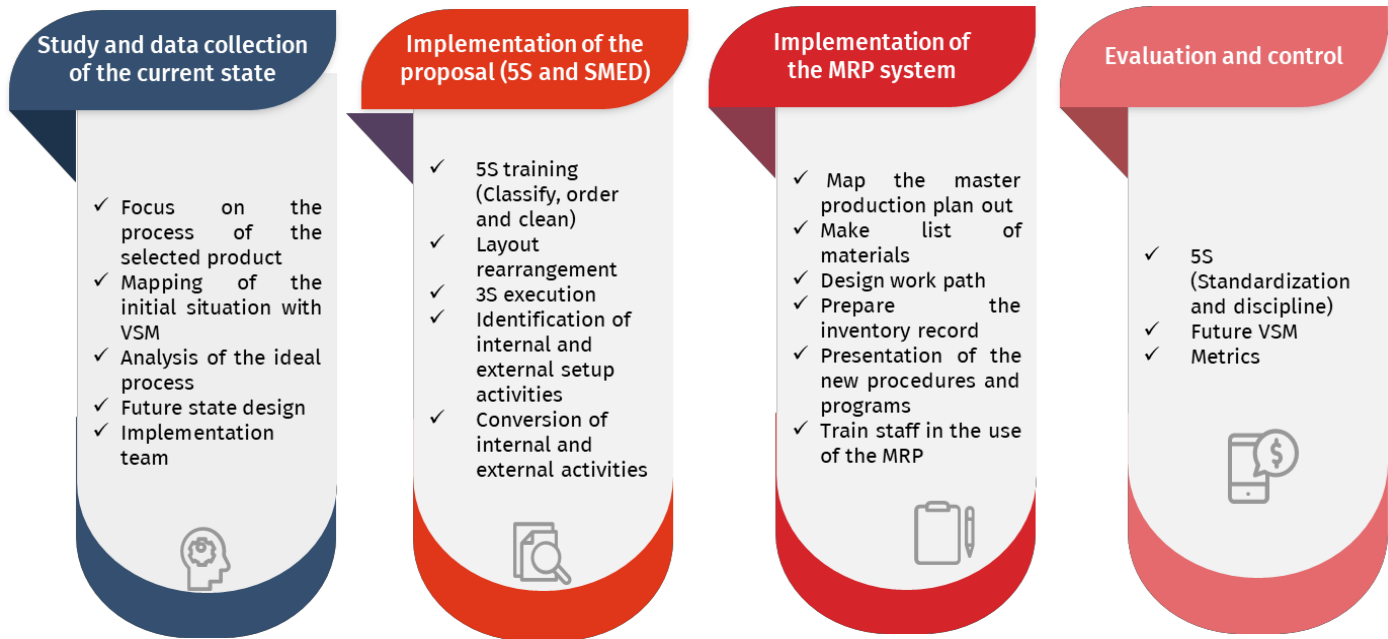 Study and data collection
of the current state
✓ Focus on the
process of the
selected product
✓ Mapping of the
initial situation with
VSM
✓ Analysis of the ideal
process
✓ Future state design
✓ Implementation
team
Implementation of the
proposal (5S and SMED)
✓ 5S training
(Classify, order
and clean)
✓ Layout
rearrangement
✓ 3S execution
✓ Identification of
internal and
external setup
activities
✓ Conversion of
internal and
external activities
Implementation of
the MRP system
✓ Map the master
production plan out
✓ Make list of
materials
✓ Design work path
✓ Prepare the
inventory record
✓ Presentation of the
new procedures and
programs
✓ Train staff in the use
of the MRP
Evaluation and control
✓ 5S
(Standardization
and discipline)
✓ Future VSM
✓ Metrics
$